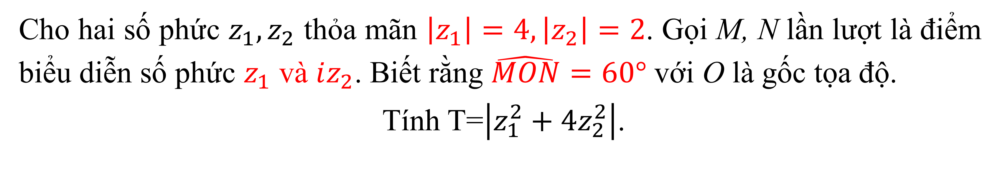 Cho hai số phức $z_1, z_2$ thỏa mãn $|z_1| = 4, |z_2| = 2$. Gọi M, N lần lượt là điểm
biểu diễn số phức $z_1$ và $iz_2$. Biết rằng $\widehat{MON} = 60°$ với O là gốc tọa độ.
Tính T=$|z_1^2 + 4z_2^2|$.